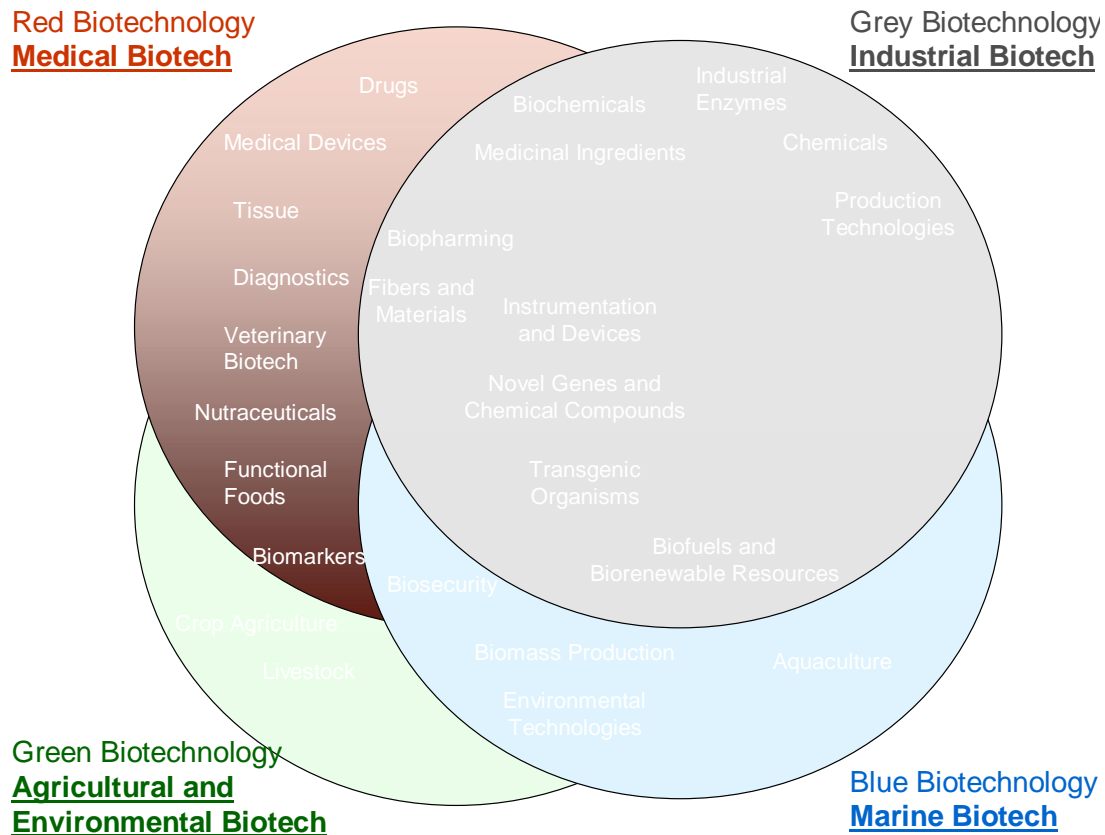 Red Biotechnology
Medical Biotech
Grey Biotechnology
Industrial Biotech
Drugs
Medical Devices
Tissue
Diagnostics
Veterinary
Biotech
Nutraceuticals
Functional
Foods
Biomarkers
Biochemicals
Medicinal Ingredients
Industrial
Enzymes
Chemicals
Production
Technologies
Biopharming
Fibers and
Materials
Instrumentation
and Devices
Novel Genes and
Chemical Compounds
Transgenic
Organisms
Biofuels and
Biorenewable Resources
Biosecurity
Crop Agriculture
Livestock
Biomass Production
Aquaculture
Environmental
Technologies
Green Biotechnology
Agricultural and
Environmental Biotech
Blue Biotechnology
Marine Biotech